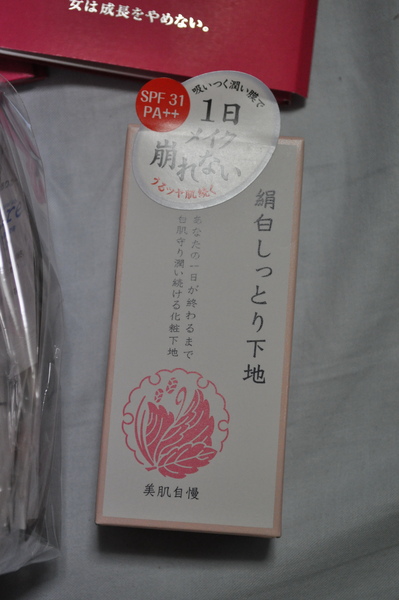 女は成長をやめない。
SPF 31
PA++
吸いつく潤い膜で
1日
メイク
崩れない
うるツヤ肌続く
絹白しっとり下地
あなたの一日が終わるまで
白肌守り潤い続ける化粧下地
美肌自慢